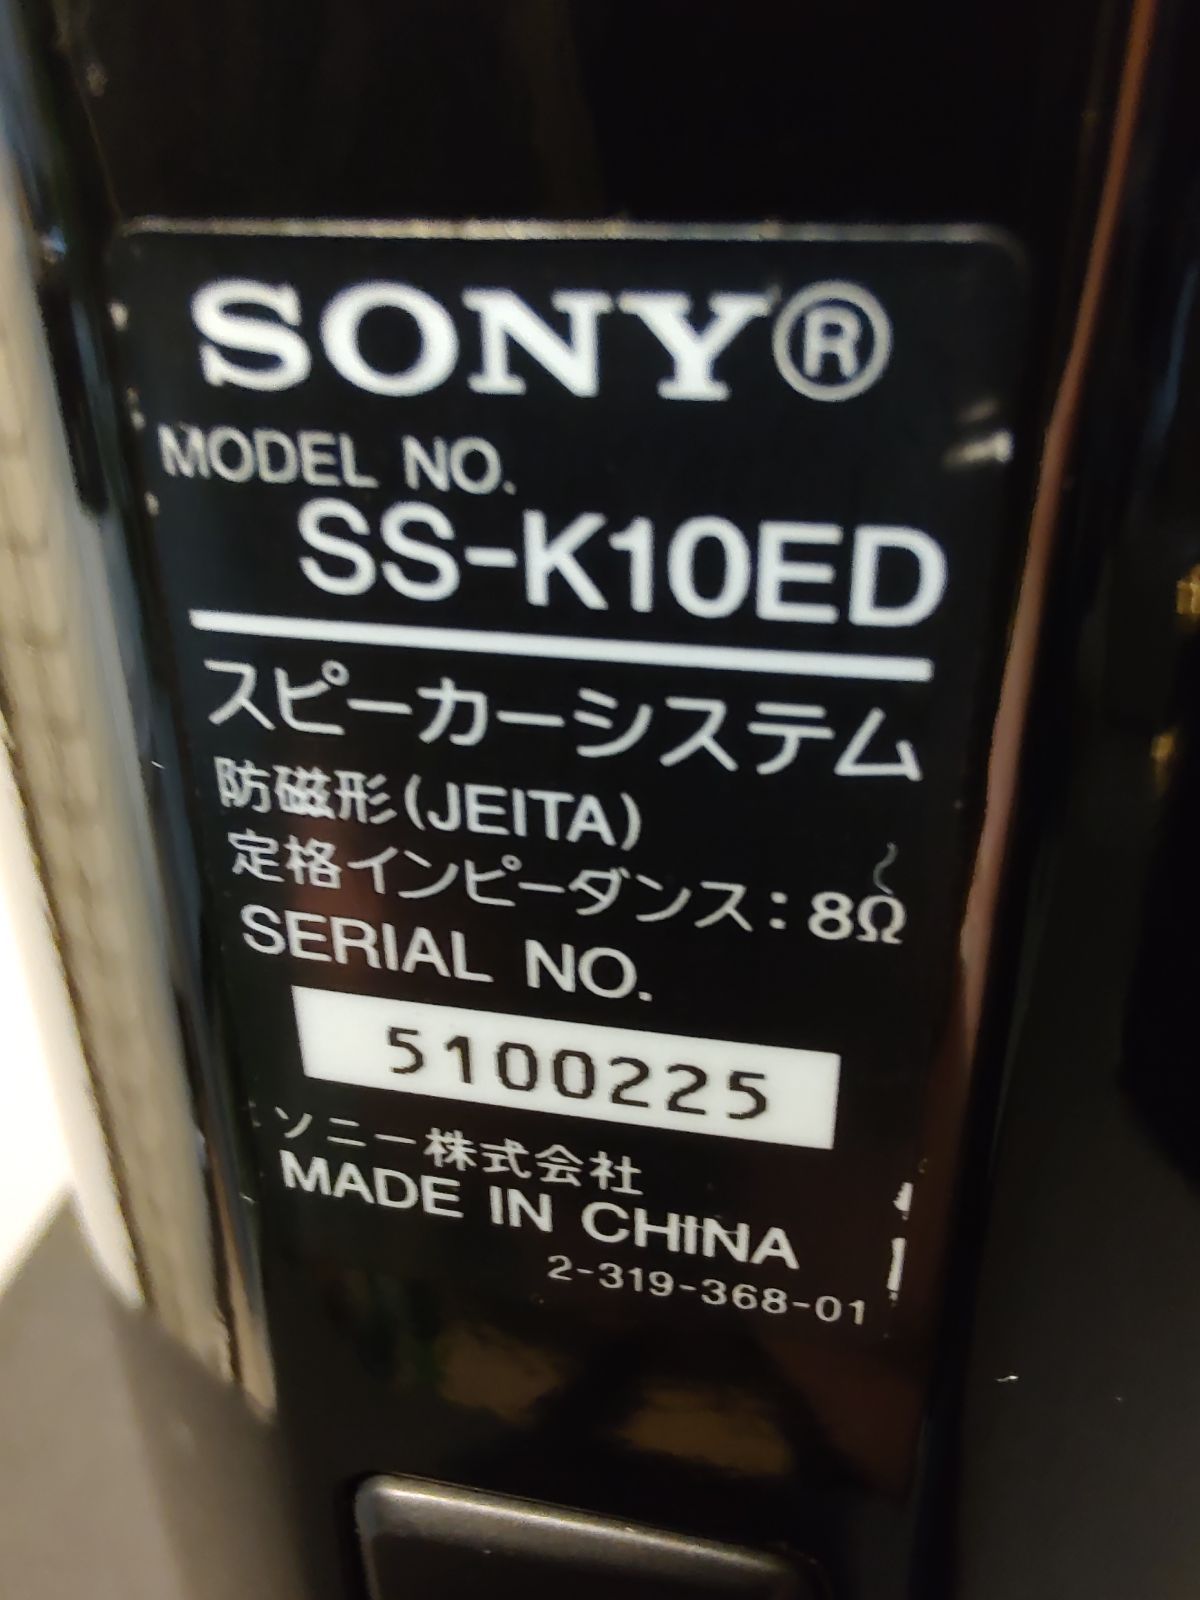 SONY®
MODEL NO.
SS-K10ED
スピーカーシステム
防磁形(JEITA)
定格インピーダンス:8Ω
SERIAL NO.
5100225
ソニー株式会社
MADE IN CHINA
2-319-368-01